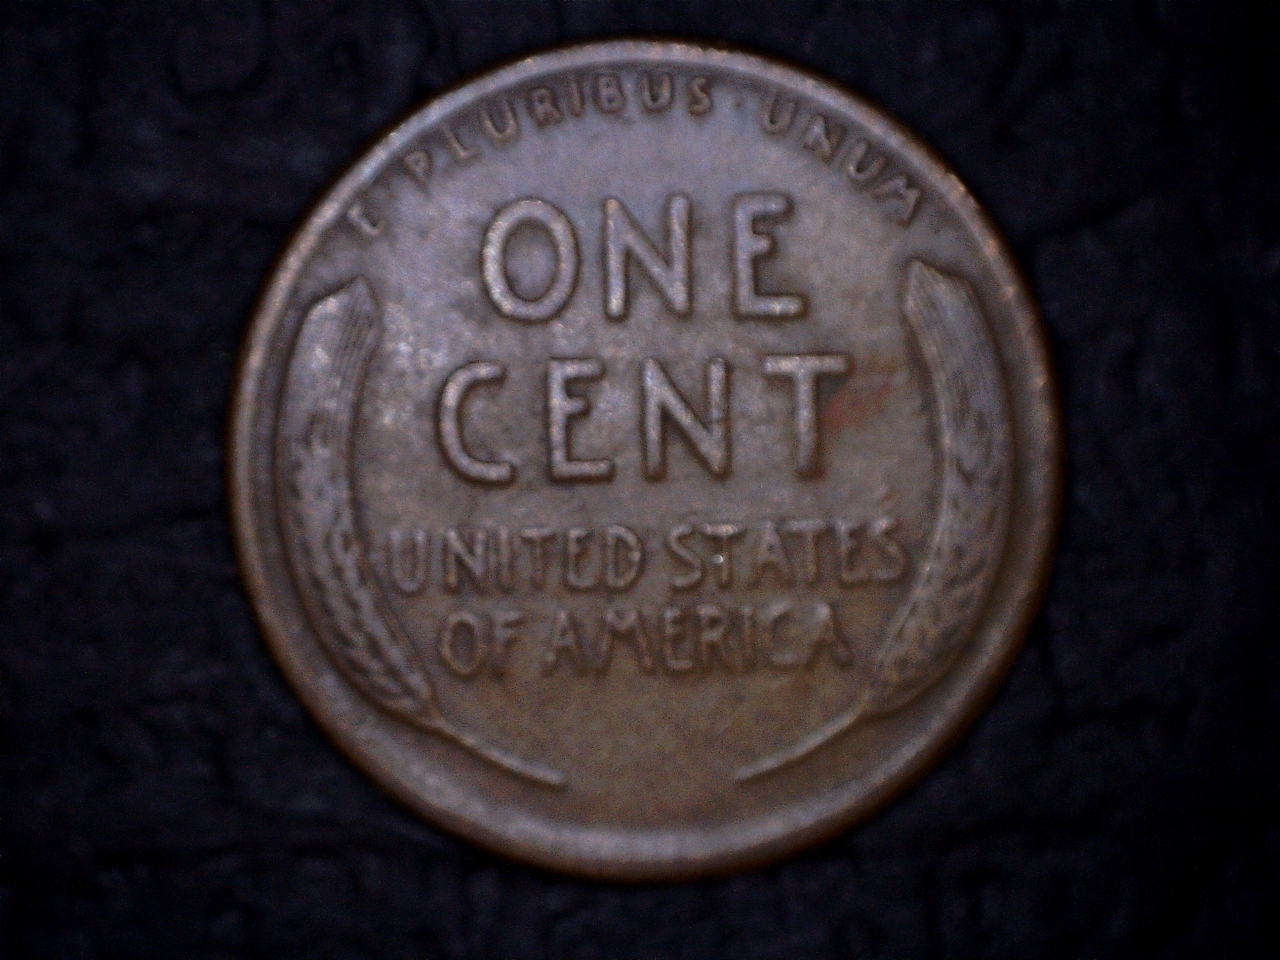 E PLURIBUS · UNUM
ONE
CENT
UNITED STATES
OF AMERICA